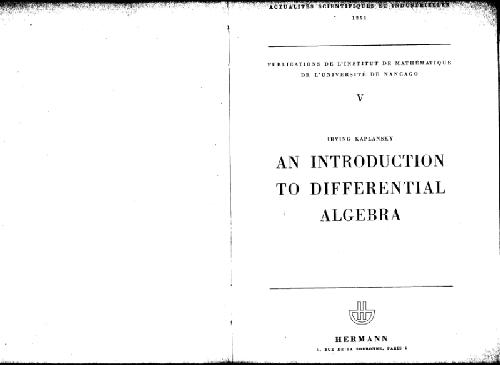 ACTUALITÉS SCIENTIFIQUES ET INDUSTRIELLES
1251
PUBLICATIONS DE L'INSTITUT DE MATHÉMATIQUE
DE L'UNIVERSITÉ DE NANCAGO
V
IRVING KAPLANSKY
AN INTRODUCTION
TO DIFFERENTIAL
ALGEBRA
HERMANN
RUE DE LA SORBONNE, PARIS